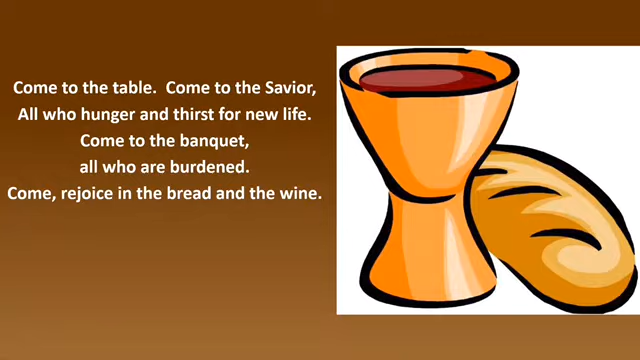 Come to the table.  Come to the Savior,
All who hunger and thirst for new life.
Come to the banquet,
all who are burdened.
Come, rejoice in the bread and the wine.